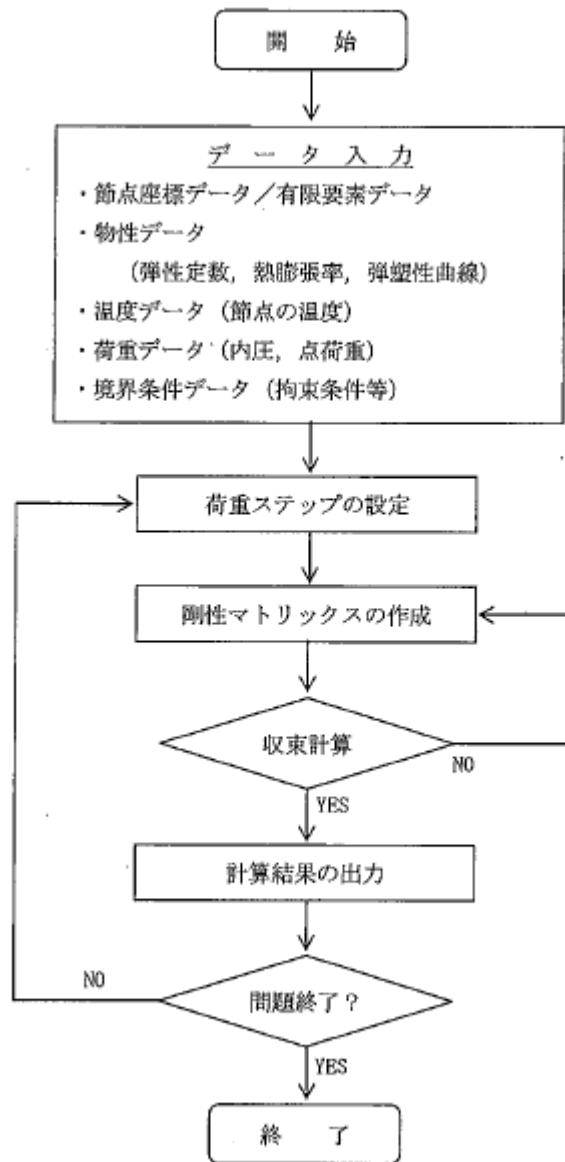 開　始
データ入力
・節点座標データ／有限要素データ
・物性データ
（弾性定数，熱膨張率，弾塑性曲線）
・温度データ（節点の温度）
・荷重データ（内圧，点荷重）
・境界条件データ（拘束条件等）
荷重ステップの設定
剛性マトリックスの作成
収束計算
NO
YES
計算結果の出力
NO
問題終了？
YES
終　了